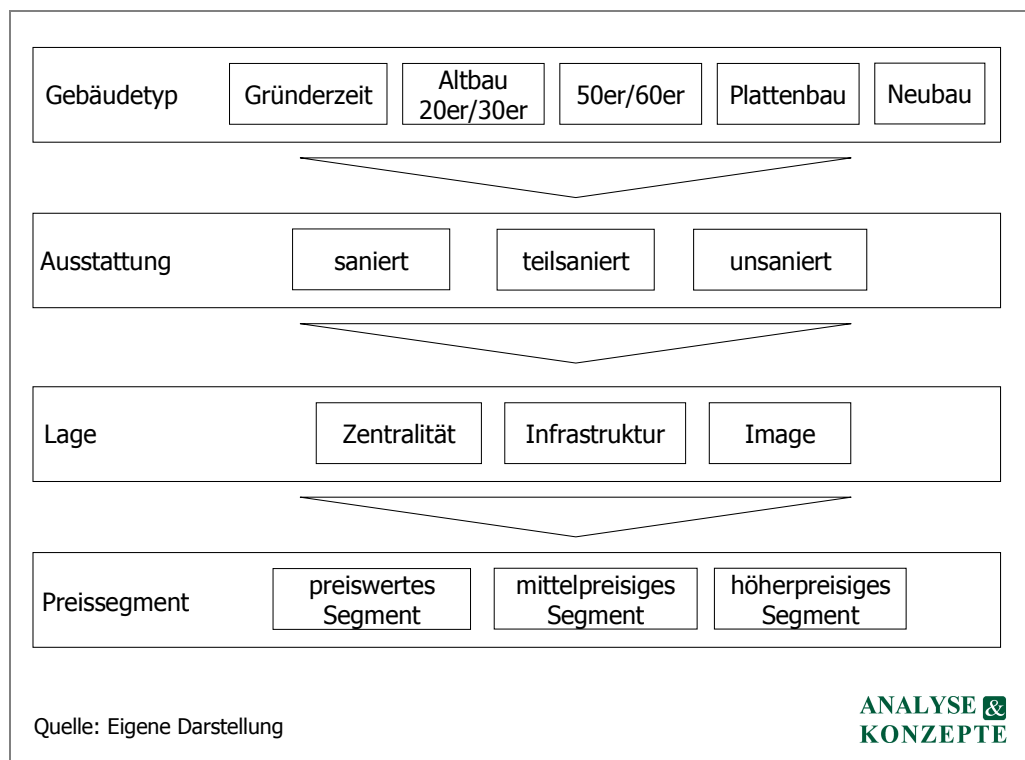 Gebäudetyp
Gründerzeit
Altbau
20er/30er
50er/60er
Plattenbau
Neubau
Ausstattung
saniert
teilsaniert
unsaniert
Lage
Zentralität
Infrastruktur
Image
Preissegment
preiswertes
Segment
mittelpreisiges
Segment
höherpreisiges
Segment
Quelle: Eigene Darstellung
ANALYSE &
KONZEPTE